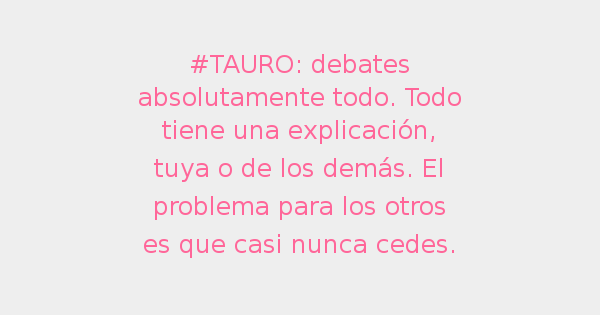 #TAURO: debates
absolutamente todo. Todo
tiene una explicación,
tuya o de los demás. El
problema para los otros
es que casi nunca cedes.